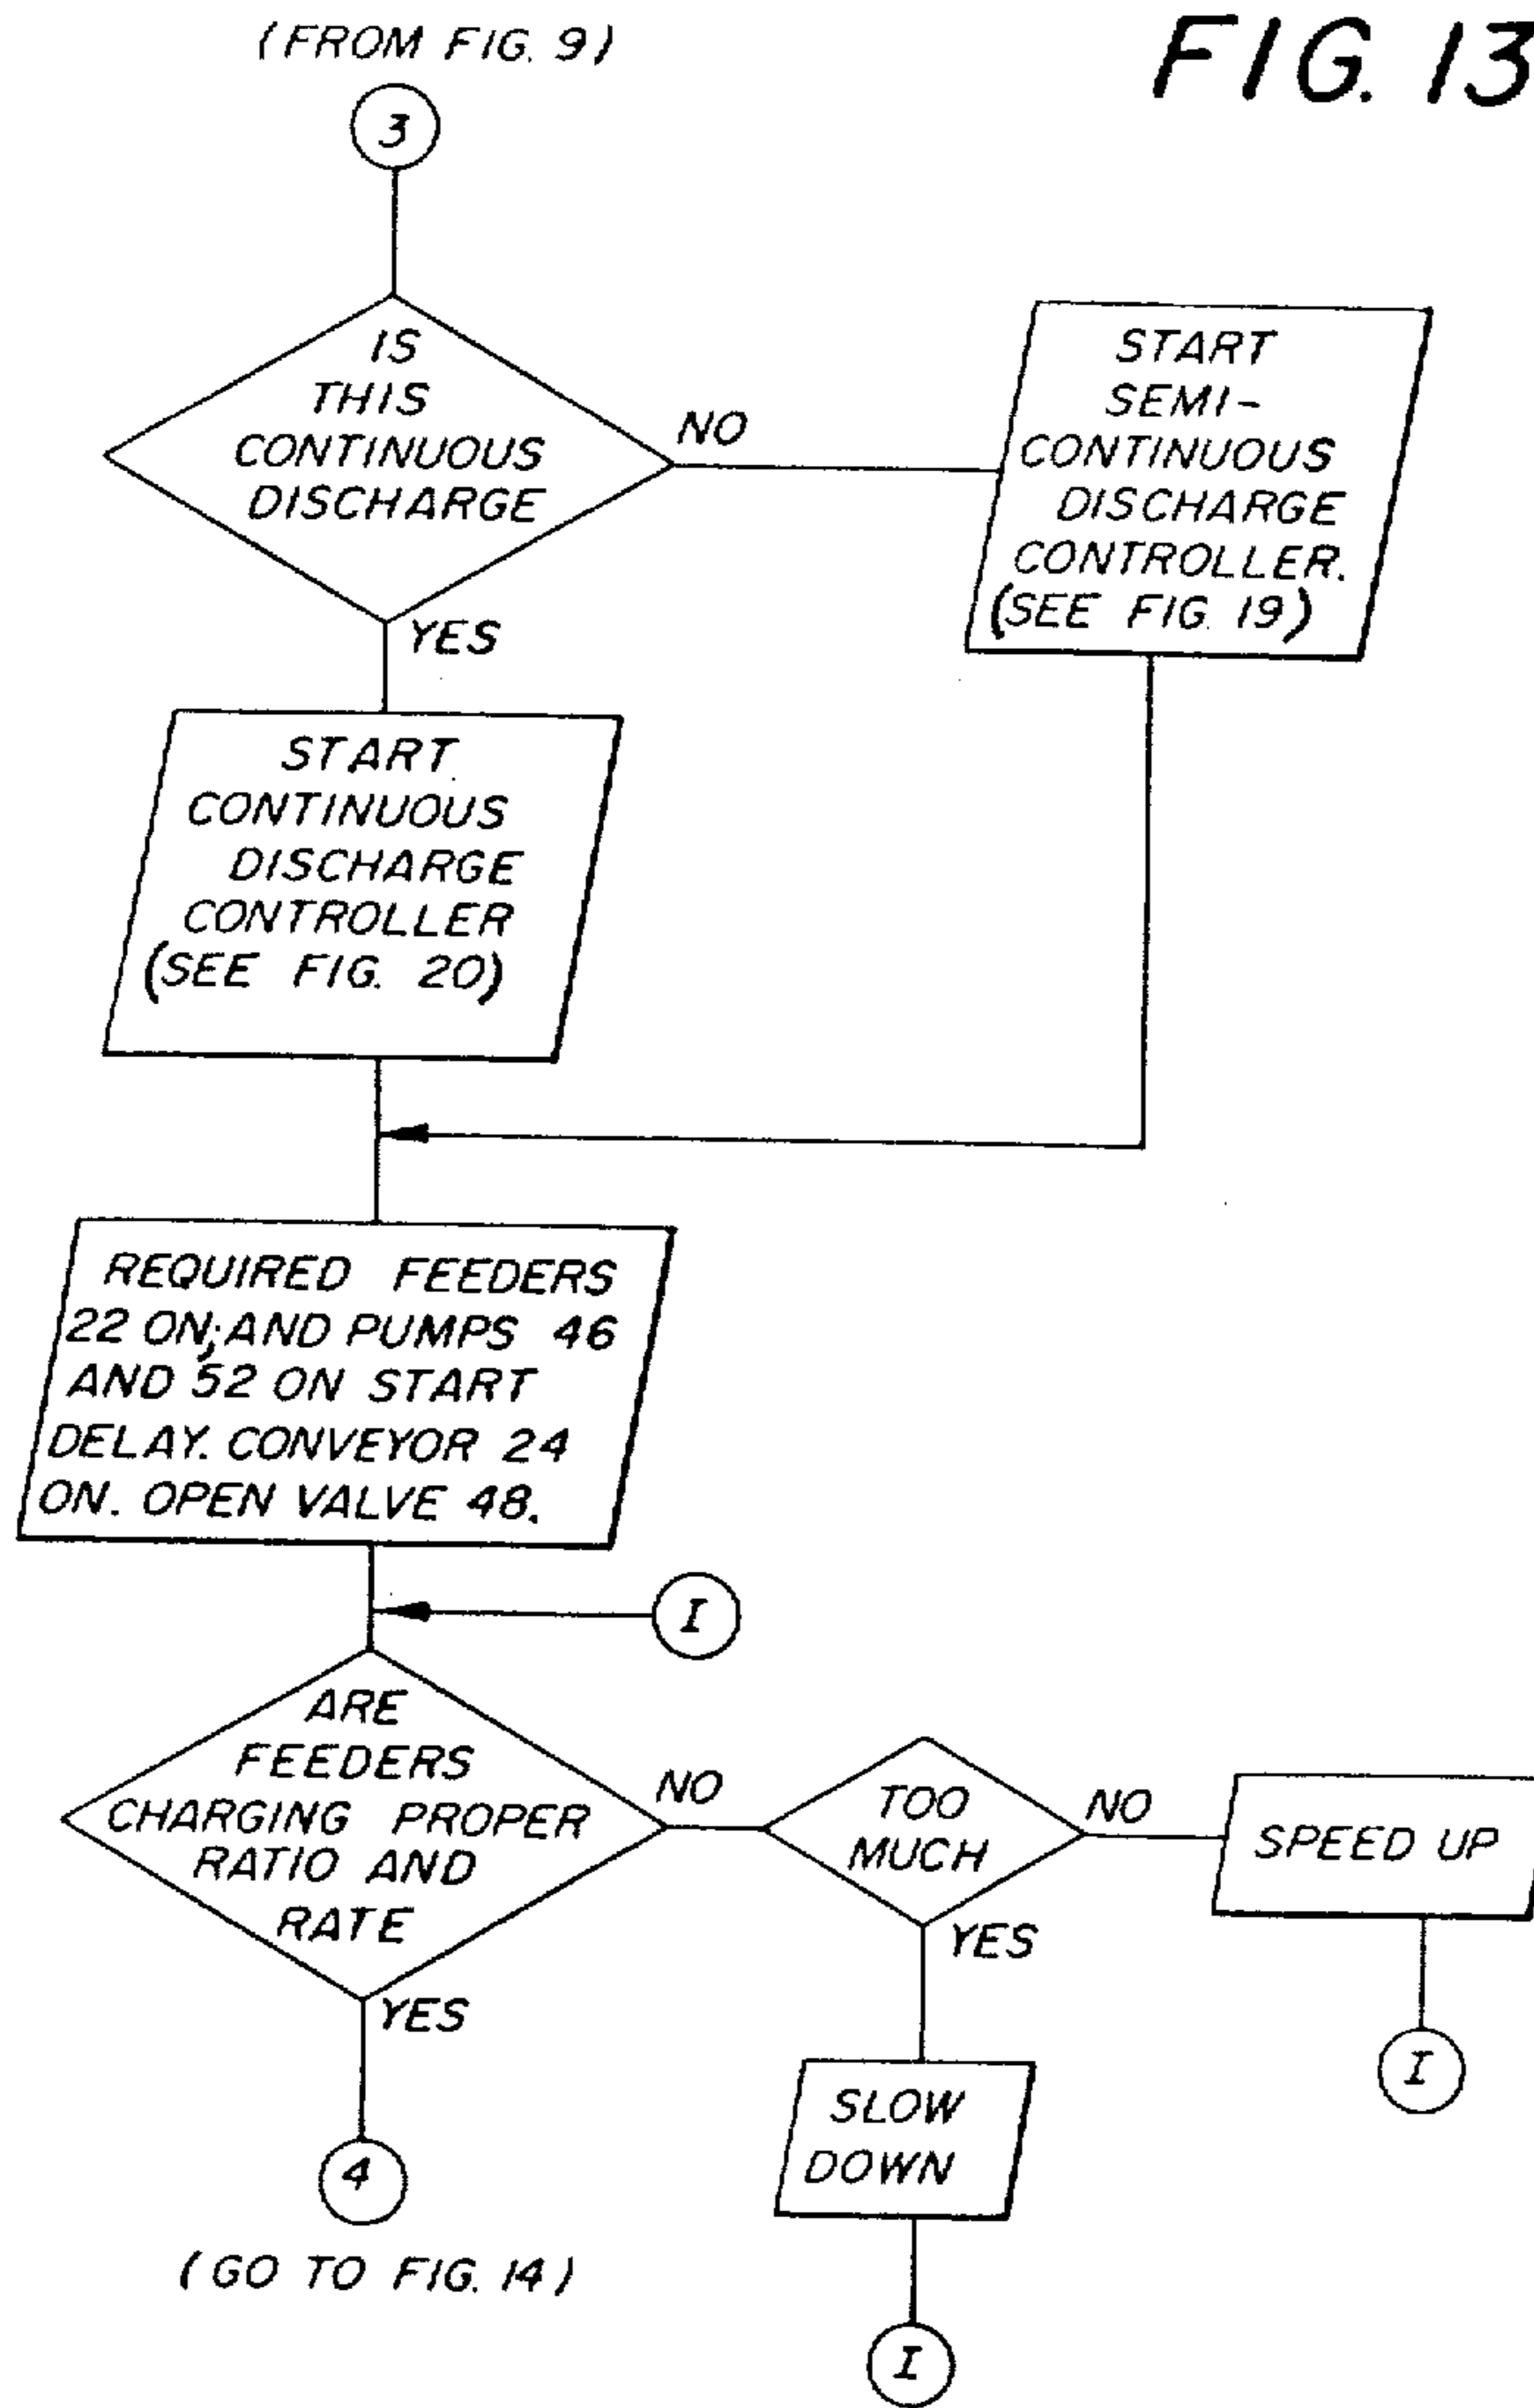 (FROM FIG. 9)
FIG. 13
3
IS
THIS
CONTINUOUS
DISCHARGE
NO
YES
START
SEMI-
CONTINUOUS
DISCHARGE
CONTROLLER.
(SEE FIG. 19)
START
CONTINUOUS
DISCHARGE
CONTROLLER
(SEE FIG. 20)
REQUIRED FEEDERS
22 ON; AND PUMPS 46
AND 52 ON START
DELAY. CONVEYOR 24
ON. OPEN VALVE 48.
I
ARE
FEEDERS
CHARGING PROPER
RATIO AND
RATE
NO
YES
TOO
MUCH
NO
YES
SPEED UP
I
SLOW
DOWN
I
4
(GO TO FIG. 14)